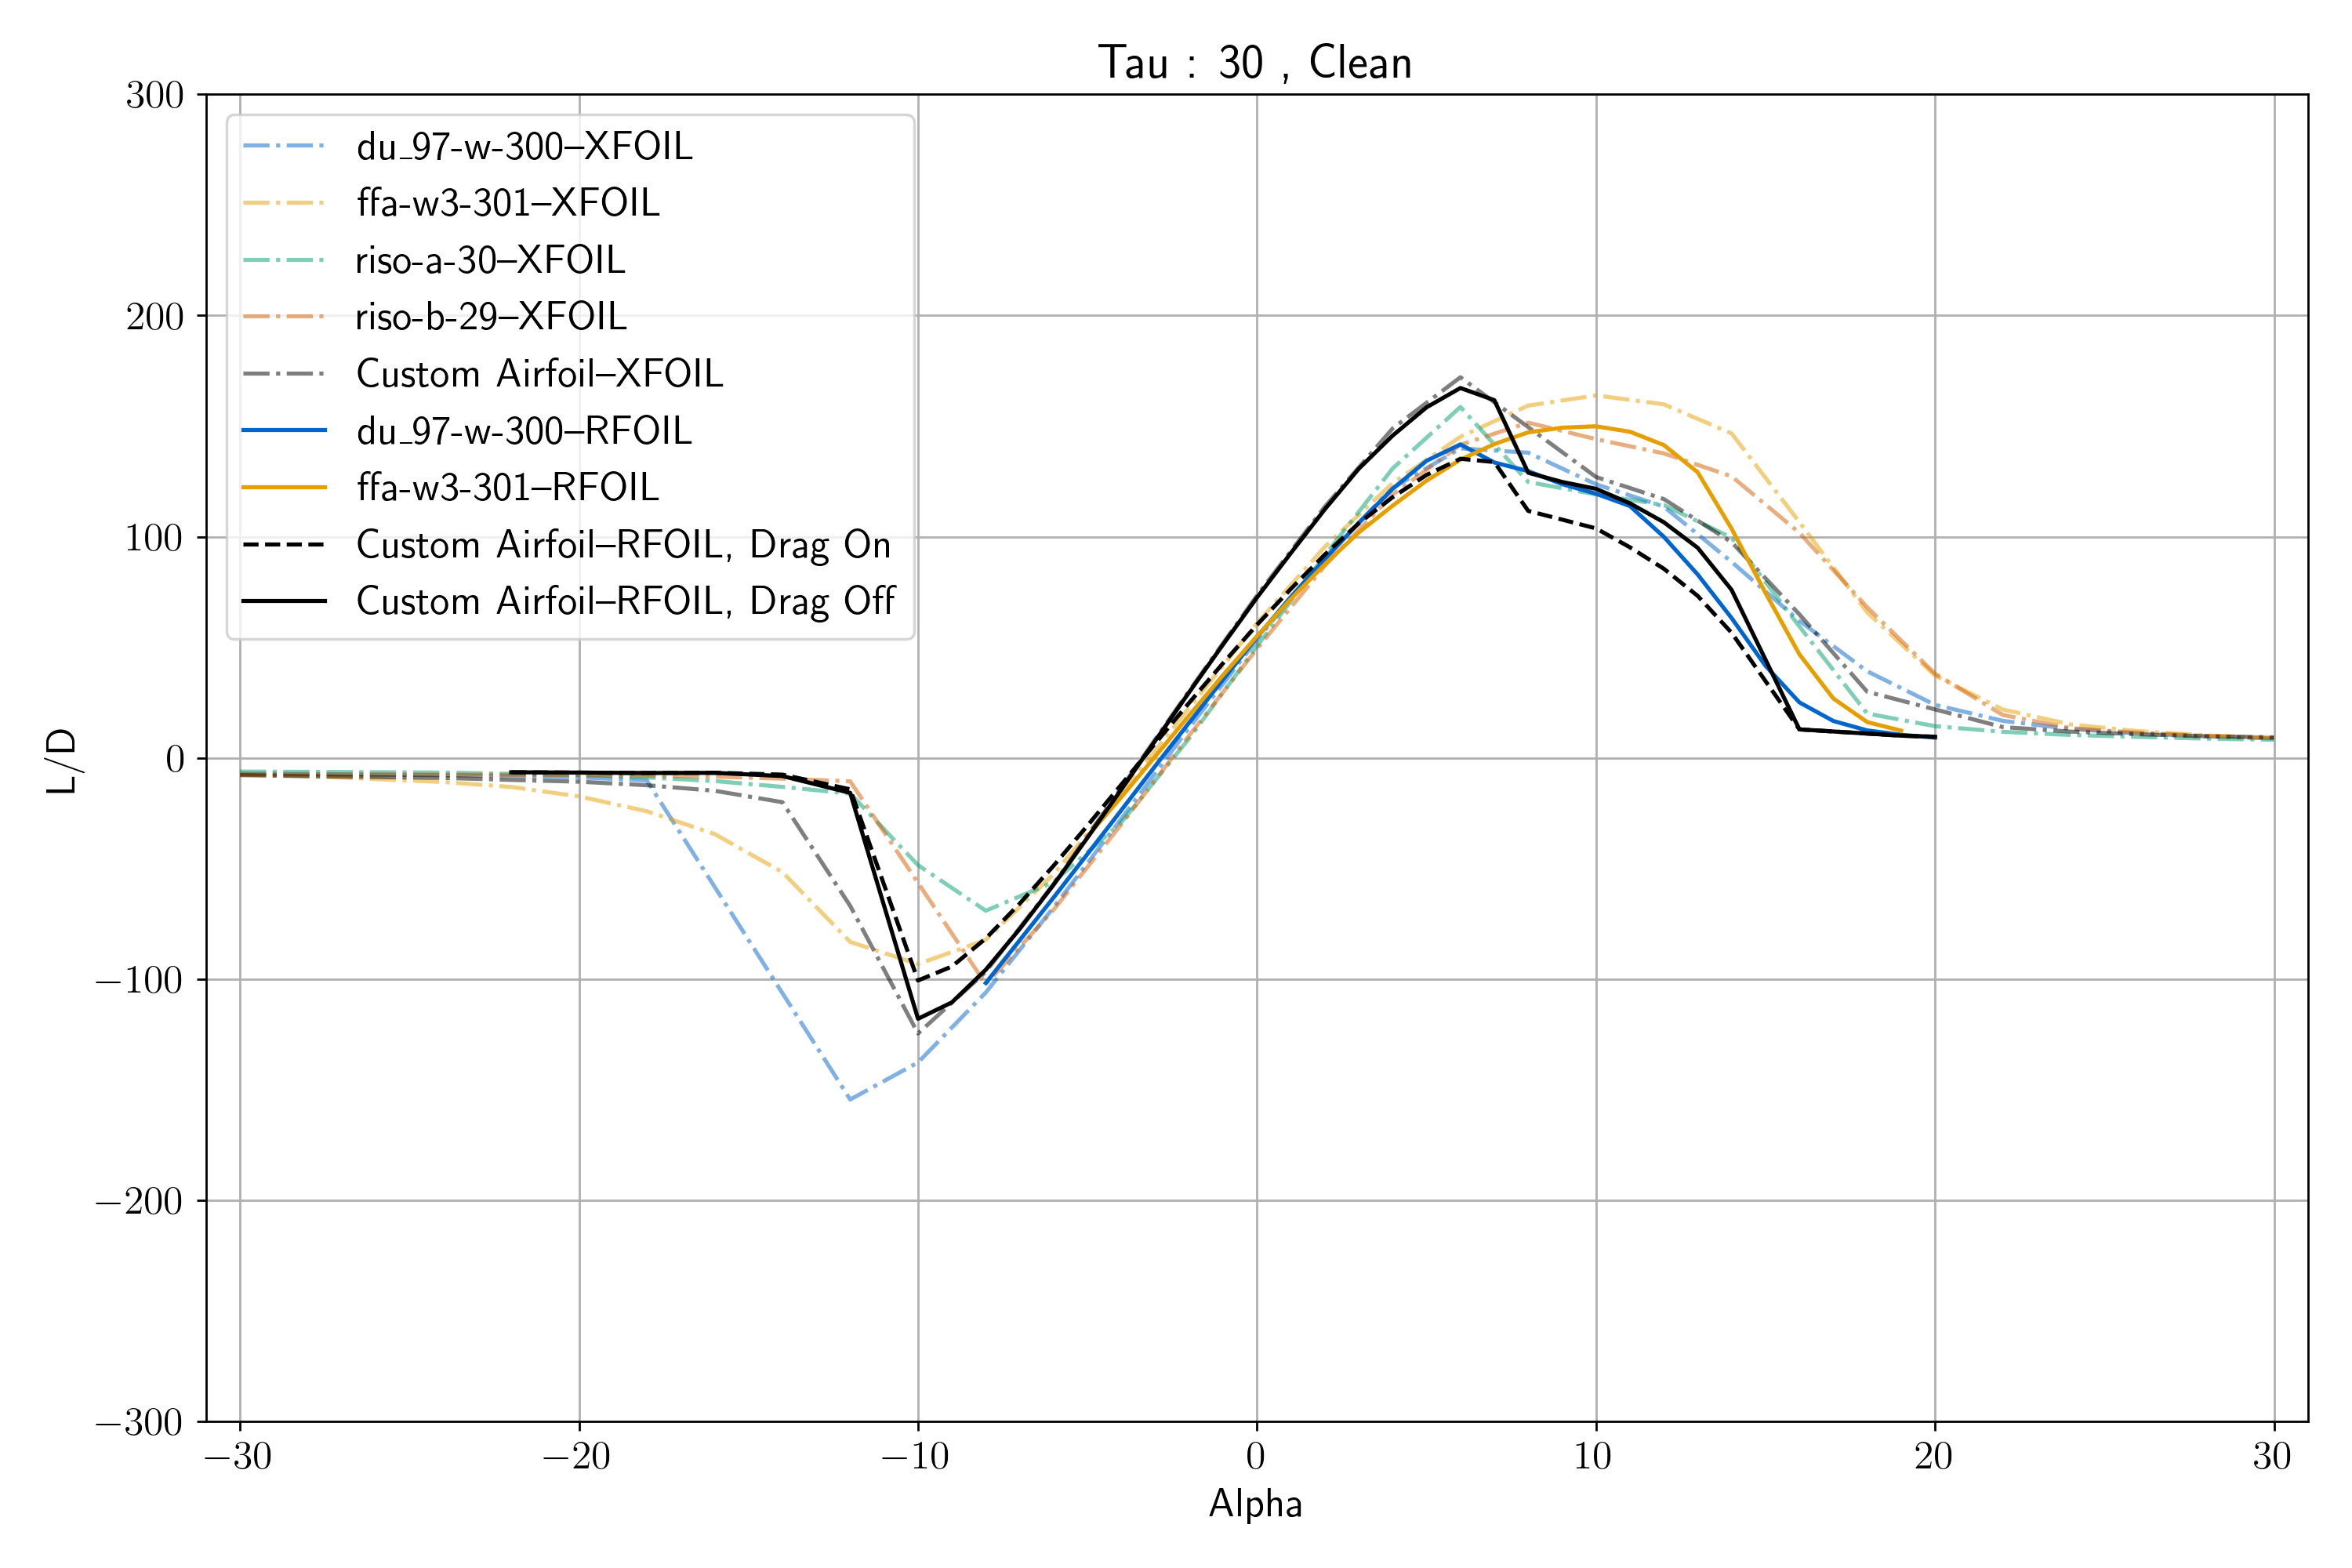 Tau : 30 , Clean
300
200
100
0
−100
−200
−300
L/D
du_97-w-300–XFOIL
ffa-w3-301–XFOIL
riso-a-30–XFOIL
riso-b-29–XFOIL
Custom Airfoil–XFOIL
du_97-w-300–RFOIL
ffa-w3-301–RFOIL
Custom Airfoil–RFOIL, Drag On
Custom Airfoil–RFOIL, Drag Off
−30 −20 −10 0 10 20 30
Alpha